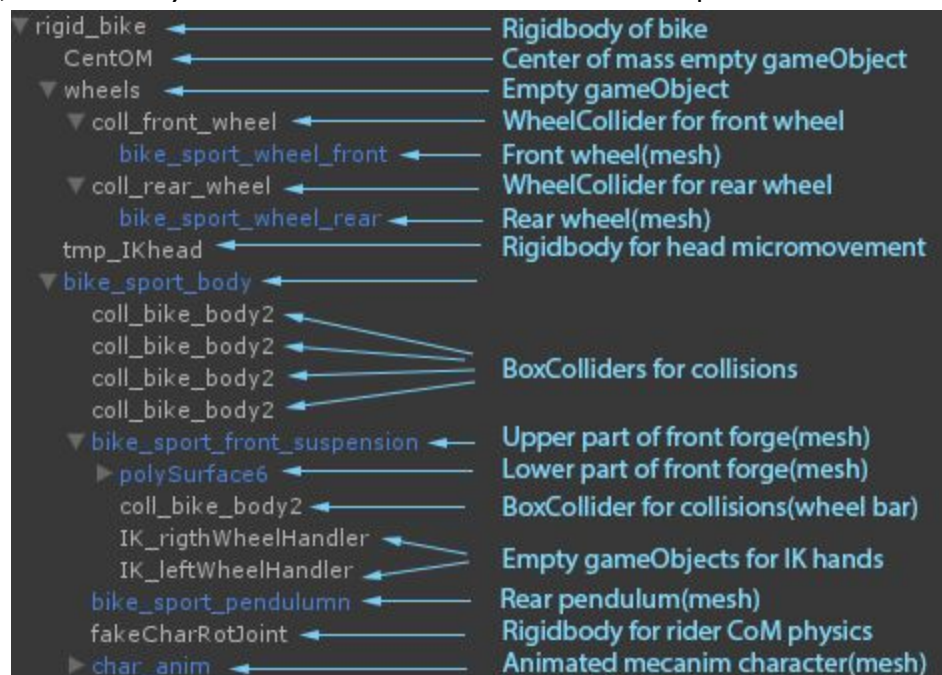 rigid_bike Rigidbody of bike
CentOM Center of mass empty gameObject
wheels Empty gameObject
coll_front_wheel WheelCollider for front wheel
bike_sport_wheel_front Front wheel(mesh)
coll_rear_wheel WheelCollider for rear wheel
bike_sport_wheel_rear Rear wheel(mesh)
tmp_IKhead Rigidbody for head micromovement
bike_sport_body
coll_bike_body2
coll_bike_body2
coll_bike_body2 BoxColliders for collisions
coll_bike_body2
bike_sport_front_suspension Upper part of front forge(mesh)
polySurface6 Lower part of front forge(mesh)
coll_bike_body2 BoxCollider for collisions(wheel bar)
IK_rigthWheelHandler
IK_leftWheelHandler Empty gameObjects for IK hands
bike_sport_pendulumn Rear pendulum(mesh)
fakeCharRotJoint Rigidbody for rider CoM physics
char_anim Animated mecanim character(mesh)